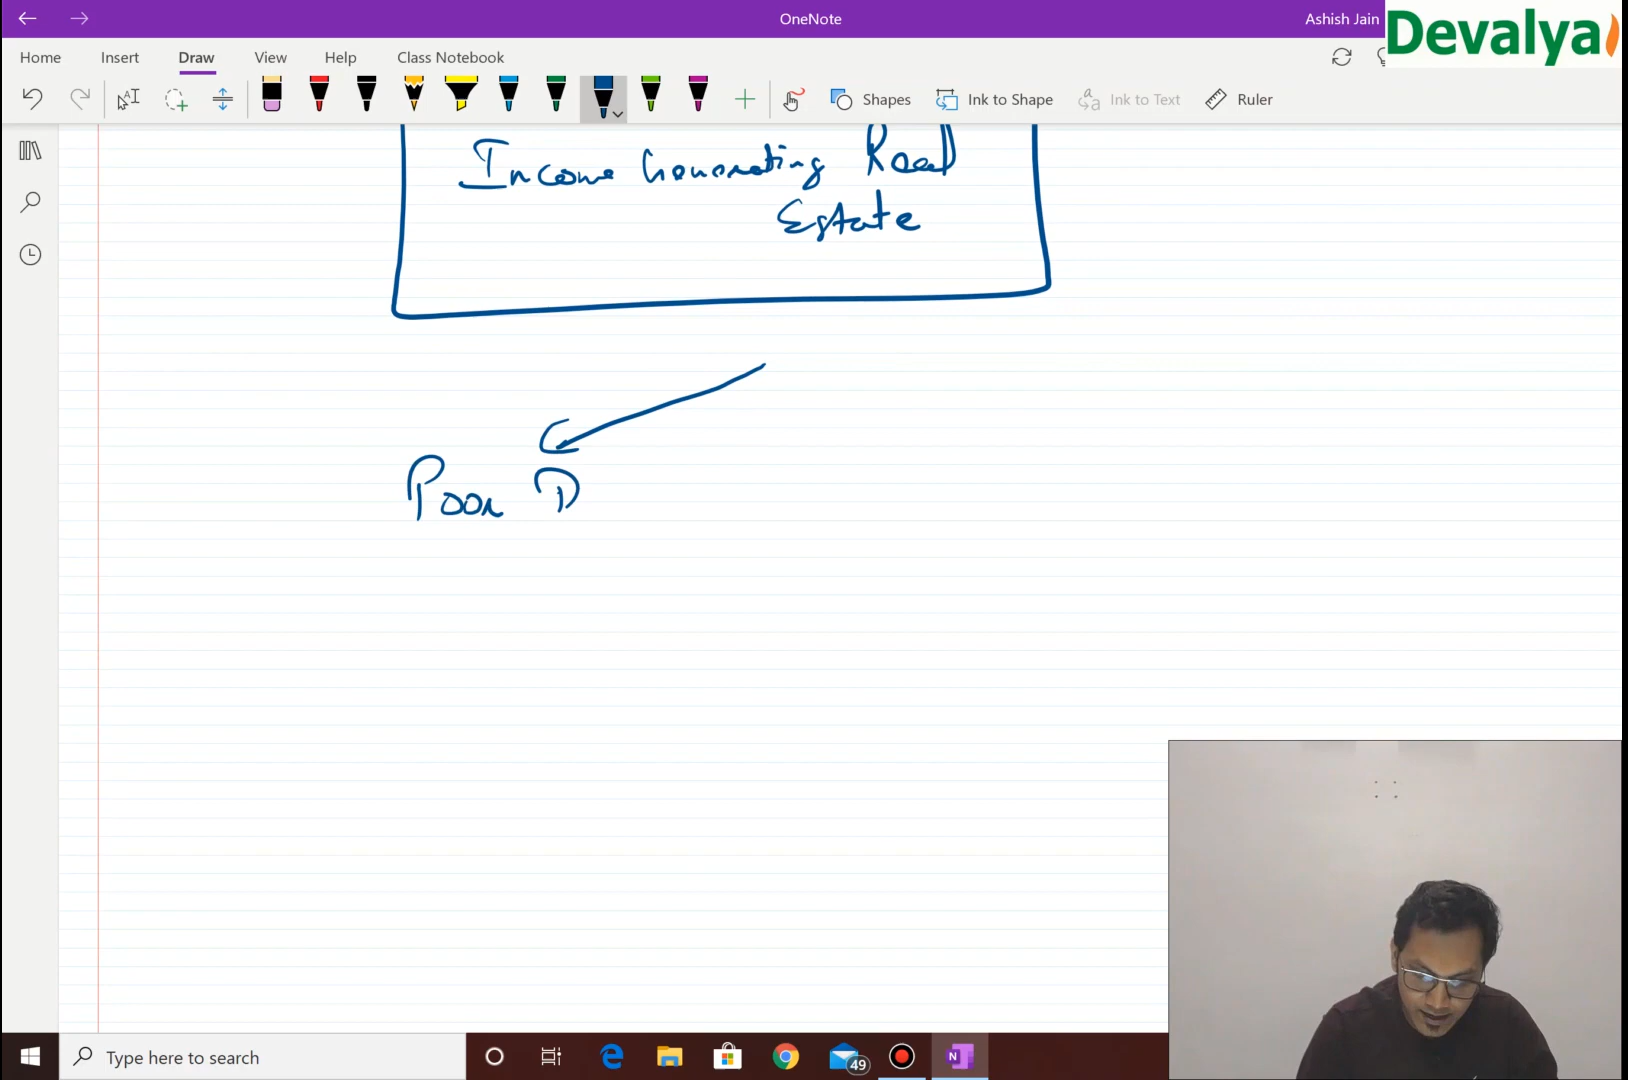 OneNote
Ashish Jain
Devalya
Home Insert Draw View Help Class Notebook
Shapes Ink to Shape Ink to Text Ruler
Income Generating Real
Estate
Poor D
Type here to search
49
N